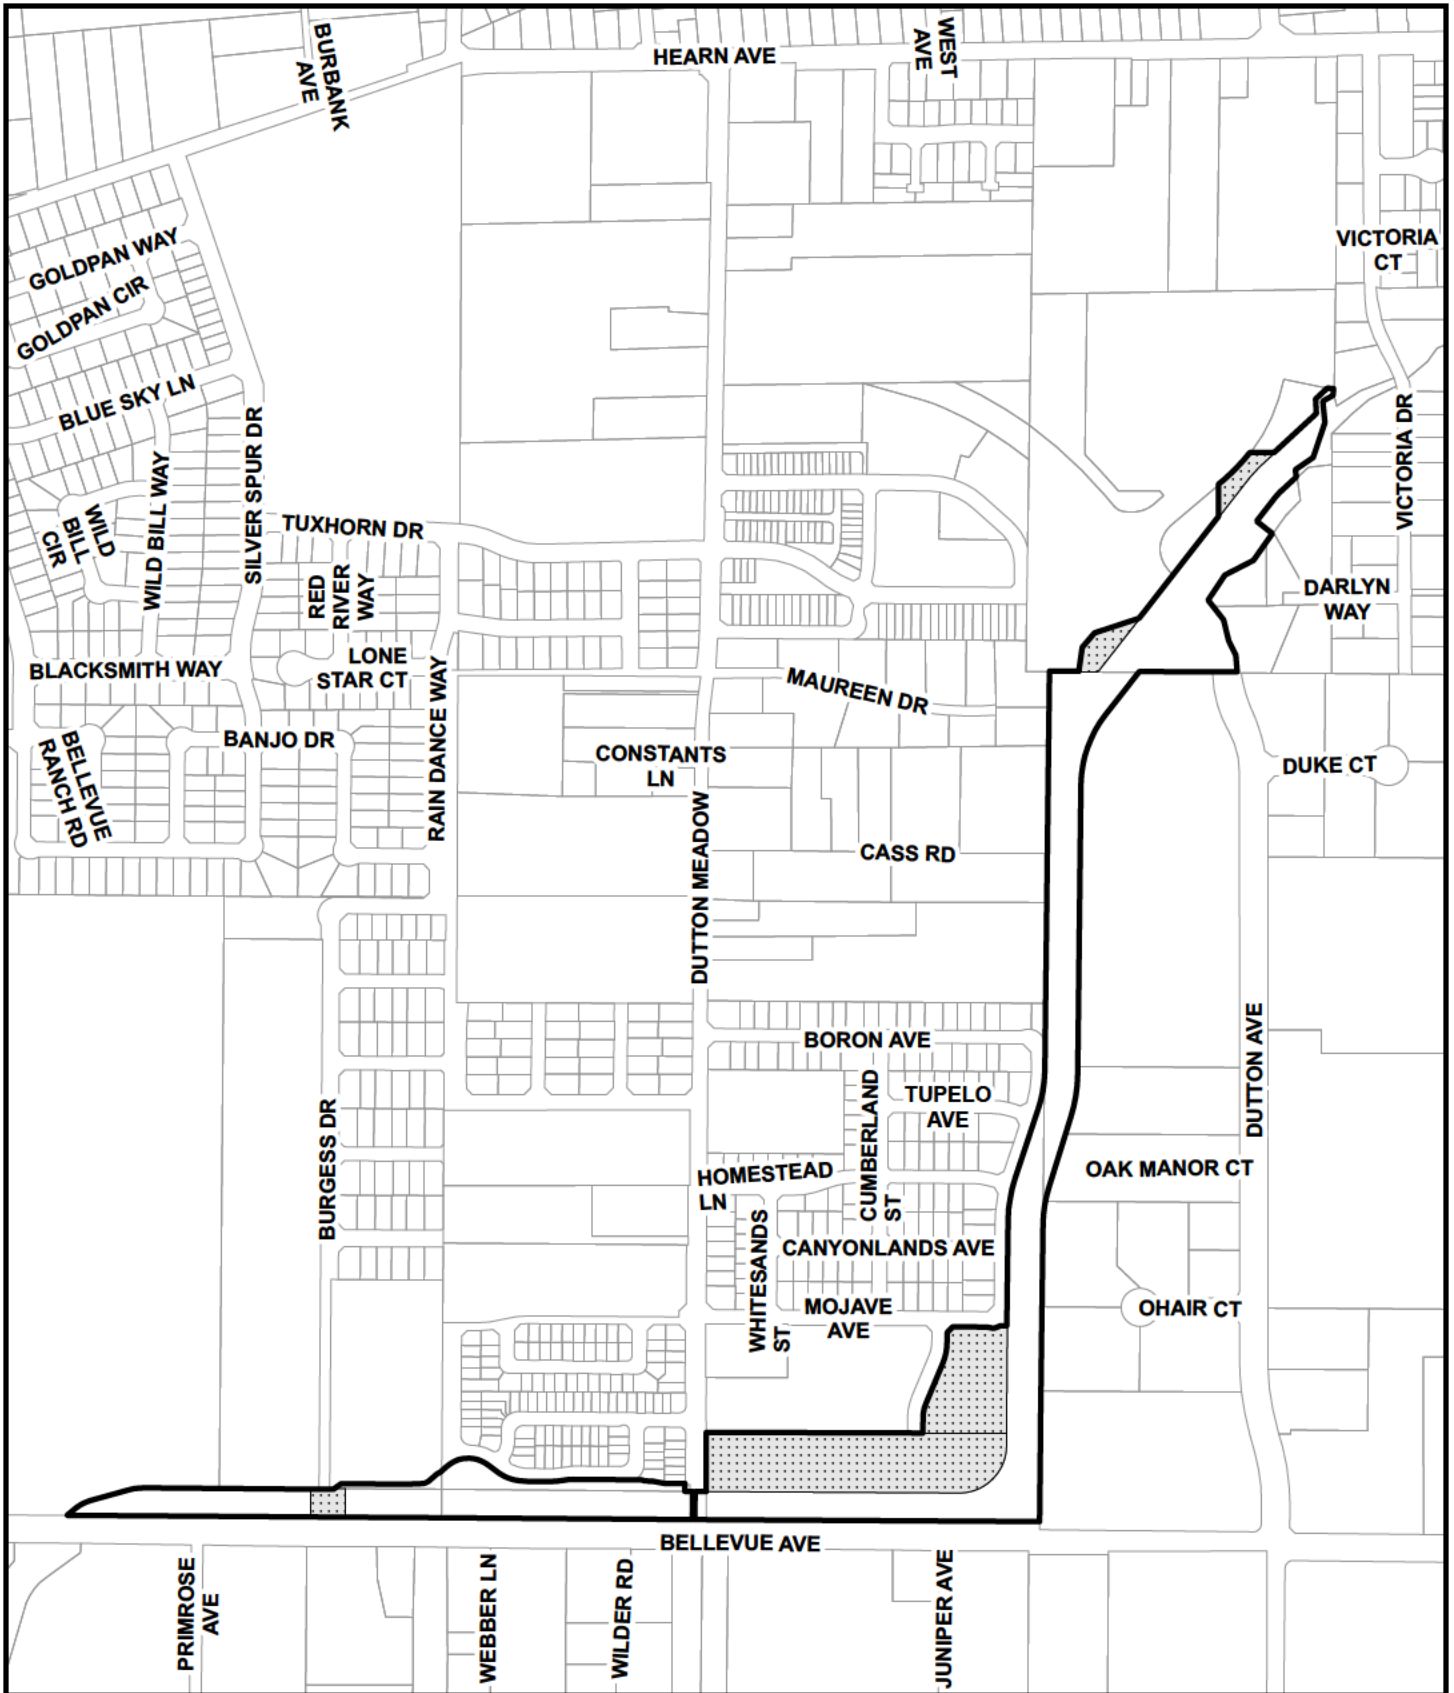 HEARN AVE
WEST
AVE
BURBANK
AVE
GOLDPAN WAY
VICTORIA
CT
GOLDPAN CIR
BLUE SKY LN
VICTORIA DR
SILVER SPUR DR
WILD BILL WAY
WILD
BILL
CIR
TUXHORN DR
RED
RIVER
WAY
DARLYN
WAY
BLACKSMITH WAY
LONE
STAR CT
MAUREEN DR
RAIN DANCE WAY
BANJO DR
BELLEVUE
RANCH RD
CONSTANTS
LN
DUKE CT
DUTTON MEADOW
CASS RD
BORON AVE
DUTTON AVE
TUPELO
AVE
CUMBERLAND
ST
BURGESS DR
HOMESTEAD
LN
OAK MANOR CT
WHITESANDS
ST
CANYONLANDS AVE
MOJAVE
AVE
OHAIR CT
BELLEVUE AVE
PRIMROSE
AVE
WEBBER LN
WILDER RD
JUNIPER AVE